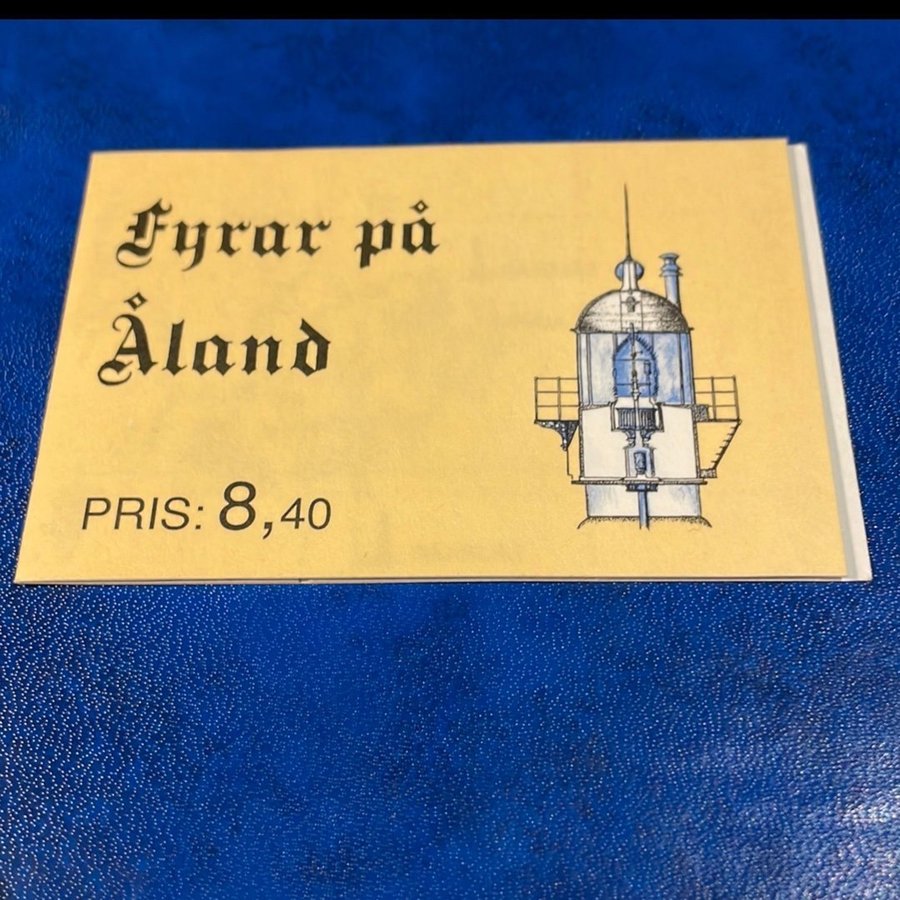 Fyrar på
Åland
PRIS: 8,40